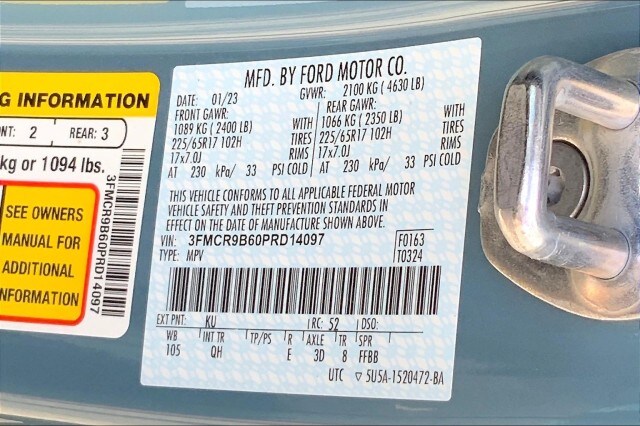 G INFORMATION
NT: 2 REAR: 3
kg or 1094 lbs.
SEE OWNERS
MANUAL FOR
ADDITIONAL
INFORMATION
3FMCR9B60PRD14097
MFD. BY FORD MOTOR CO.
DATE: 01/23 GVWR: 2100 KG ( 4630 LB)
FRONT GAWR: REAR GAWR:
1089 KG ( 2400 LB) WITH 1066 KG ( 2350 LB) WITH
225/65R17 102H TIRES 225/65R17 102H TIRES
17x7.0J RIMS 17x7.0J RIMS
AT 230 kPa/ 33 PSI COLD AT 230 kPa/ 33 PSI COLD
THIS VEHICLE CONFORMS TO ALL APPLICABLE FEDERAL MOTOR
VEHICLE SAFETY AND THEFT PREVENTION STANDARDS IN
EFFECT ON THE DATE OF MANUFACTURE SHOWN ABOVE.
VIN: 3FMCR9B60PRD14097 F0163
TYPE: MPV T0324
EXT PNT: KU RC: 52 DSO:
WB INT TR TP/PS R AXLE TR SPR
105 QH E 3D 8 FFBB
UTC ▽ 5U5A-1520472-BA